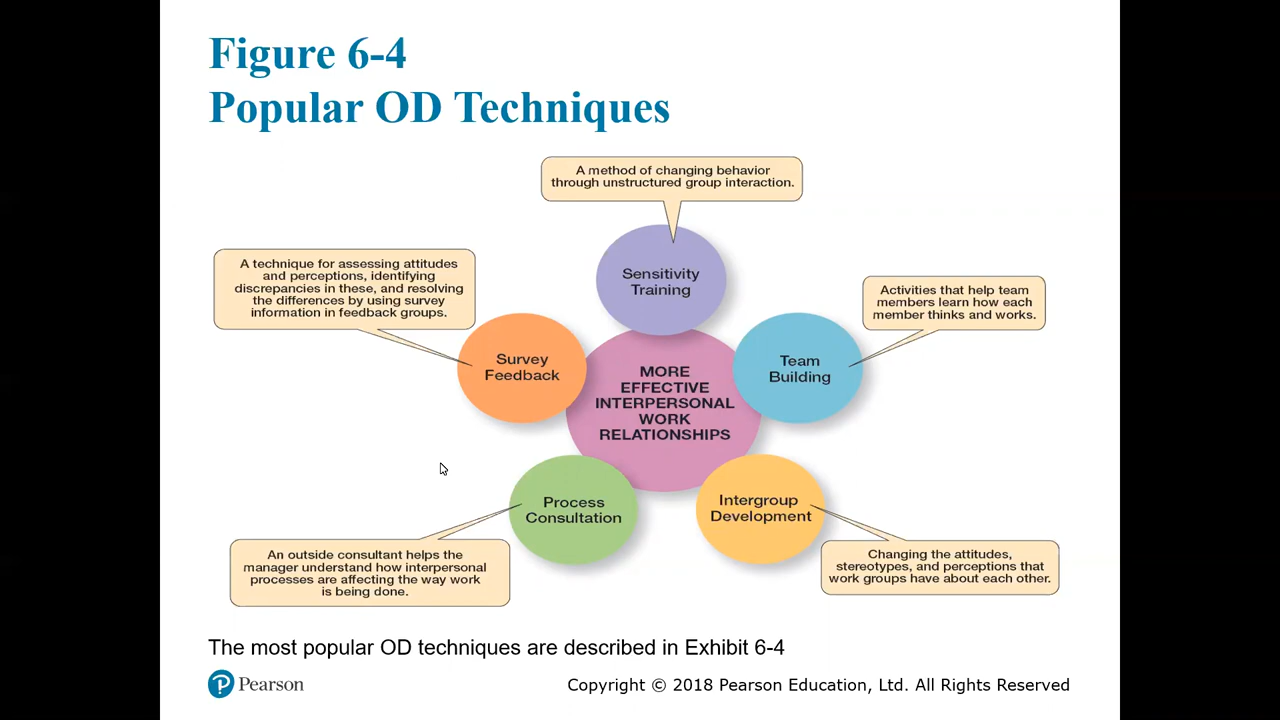 Figure 6-4
Popular OD Techniques
A method of changing behavior
through unstructured group interaction.
Sensitivity
Training
A technique for assessing attitudes
and perceptions, identifying
discrepancies in these, and resolving
the differences by using survey
information in feedback groups.
Survey
Feedback
Activities that help team
members learn how each
member thinks and works.
Team
Building
MORE
EFFECTIVE
INTERPERSONAL
WORK
RELATIONSHIPS
Process
Consultation
An outside consultant helps the
manager understand how interpersonal
processes are affecting the way work
is being done.
Intergroup
Development
Changing the attitudes,
stereotypes, and perceptions that
work groups have about each other.
The most popular OD techniques are described in Exhibit 6-4
P Pearson
Copyright © 2018 Pearson Education, Ltd. All Rights Reserved